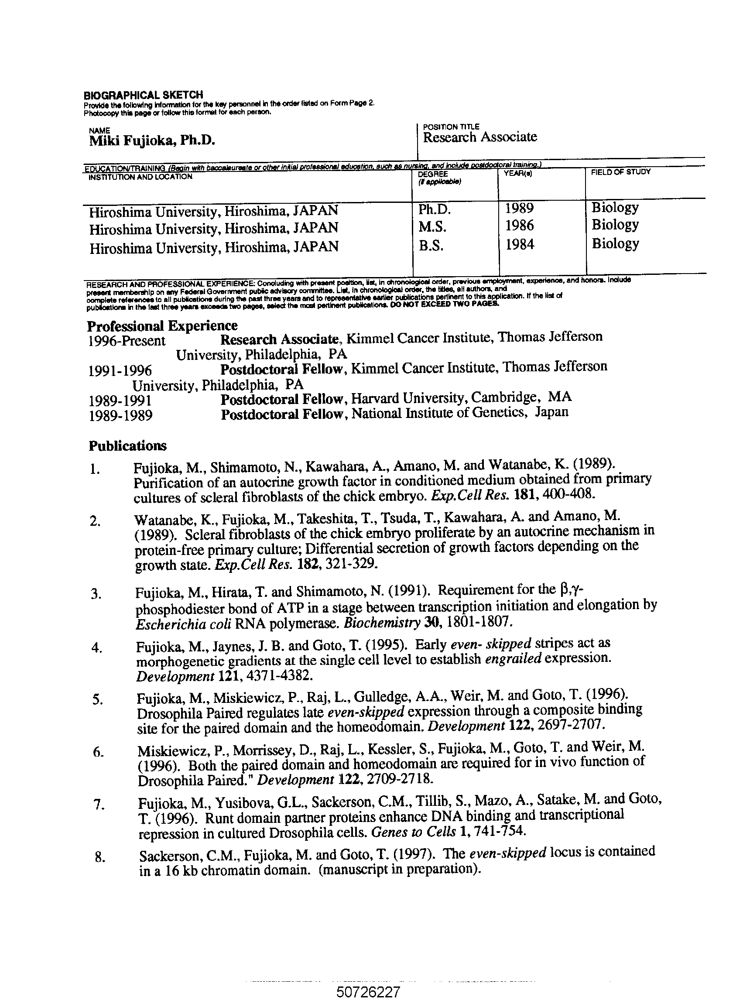 BIOGRAPHICAL SKETCH
Provide the following information for the key personnel in the order listed on Form Page 2.
Photocopy this page or follow this format for each person.
NAME
Miki Fujioka, Ph.D.
POSITION TITLE
Research Associate
EDUCATION/TRAINING (Begin with baccalaureate or other initial professional education, such as nursing, and include postdoctoral training.)
INSTITUTION AND LOCATION
DEGREE
(if applicable)
YEAR(s)
FIELD OF STUDY
Hiroshima University, Hiroshima, JAPAN Ph.D. 1989 Biology
Hiroshima University, Hiroshima, JAPAN M.S. 1986 Biology
Hiroshima University, Hiroshima, JAPAN B.S. 1984 Biology
RESEARCH AND PROFESSIONAL EXPERIENCE: Concluding with present position, list, in chronological order, previous employment, experience, and honors. Include
present membership on any Federal Government public advisory committee. List, in chronological order, the titles, all authors, and
complete references to all publications during the past three years and to representative earlier publications pertinent to this application. If the list of
publications in the last three years exceeds two pages, select the most pertinent publications. DO NOT EXCEED TWO PAGES.
Professional Experience
1996-Present Research Associate, Kimmel Cancer Institute, Thomas Jefferson
University, Philadelphia, PA
1991-1996 Postdoctoral Fellow, Kimmel Cancer Institute, Thomas Jefferson
University, Philadelphia, PA
1989-1991 Postdoctoral Fellow, Harvard University, Cambridge, MA
1989-1989 Postdoctoral Fellow, National Institute of Genetics, Japan
Publications
1. Fujioka, M., Shimamoto, N., Kawahara, A., Amano, M. and Watanabe, K. (1989).
Purification of an autocrine growth factor in conditioned medium obtained from primary
cultures of scleral fibroblasts of the chick embryo. Exp.Cell Res. 181, 400-408.
2. Watanabe, K., Fujioka, M., Takeshita, T., Tsuda, T., Kawahara, A. and Amano, M.
(1989). Scleral fibroblasts of the chick embryo proliferate by an autocrine mechanism in
protein-free primary culture; Differential secretion of growth factors depending on the
growth state. Exp.Cell Res. 182, 321-329.
3. Fujioka, M., Hirata, T. and Shimamoto, N. (1991). Requirement for the β,γ-
phosphodiester bond of ATP in a stage between transcription initiation and elongation by
Escherichia coli RNA polymerase. Biochemistry 30, 1801-1807.
4. Fujioka, M., Jaynes, J. B. and Goto, T. (1995). Early even- skipped stripes act as
morphogenetic gradients at the single cell level to establish engrailed expression.
Development 121, 4371-4382.
5. Fujioka, M., Miskiewicz, P., Raj, L., Gulledge, A.A., Weir, M. and Goto, T. (1996).
Drosophila Paired regulates late even-skipped expression through a composite binding
site for the paired domain and the homeodomain. Development 122, 2697-2707.
6. Miskiewicz, P., Morrissey, D., Raj, L., Kessler, S., Fujioka, M., Goto, T. and Weir, M.
(1996). Both the paired domain and homeodomain are required for in vivo function of
Drosophila Paired." Development 122, 2709-2718.
7. Fujioka, M., Yusibova, G.L., Sackerson, C.M., Tillib, S., Mazo, A., Satake, M. and Goto,
T. (1996). Runt domain partner proteins enhance DNA binding and transcriptional
repression in cultured Drosophila cells. Genes to Cells 1, 741-754.
8. Sackerson, C.M., Fujioka, M. and Goto, T. (1997). The even-skipped locus is contained
in a 16 kb chromatin domain. (manuscript in preparation).
50726227